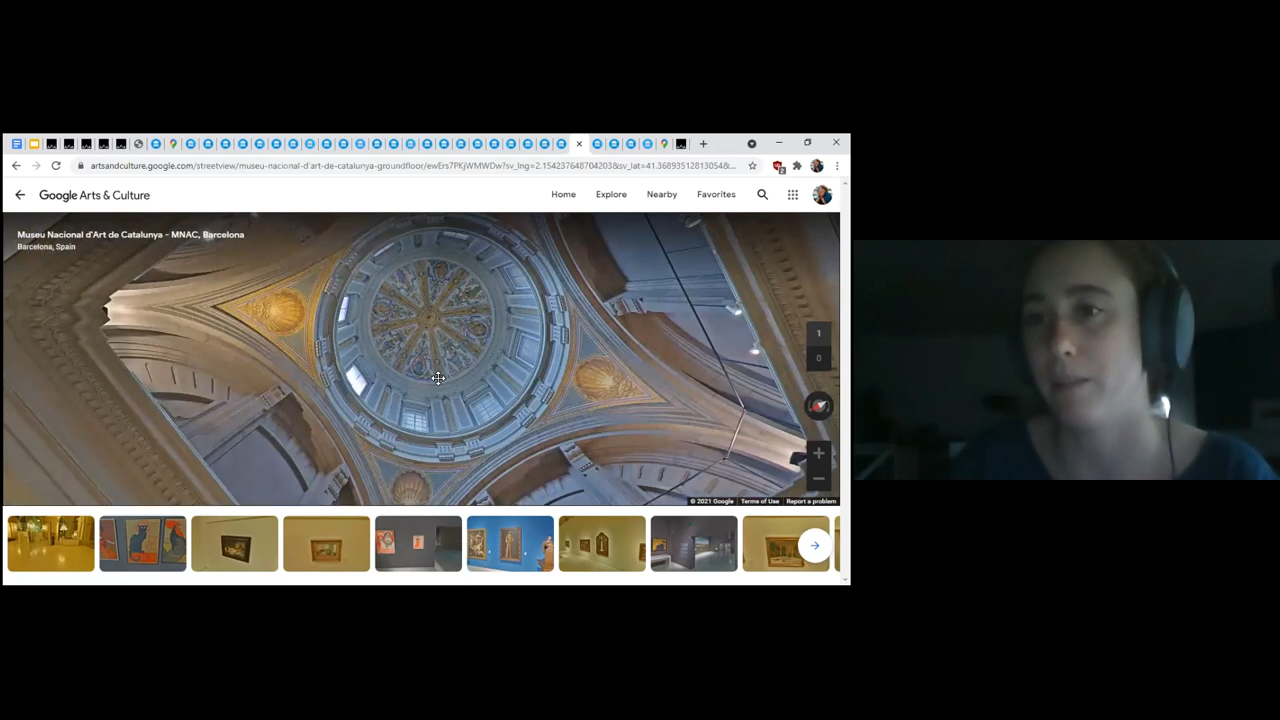 artsandculture.google.com/streetview/museu-nacional-d'art-de-catalunya-groundfloor/ewErs7PKjWMWDw?sv_lng=2.154237648704203&sv_lat=41.36893512813054&...
Google Arts & Culture
Home
Explore
Nearby
Favorites
Museu Nacional d'Art de Catalunya - MNAC, Barcelona
Barcelona, Spain
1
0
© 2021 Google
Terms of Use
Report a problem